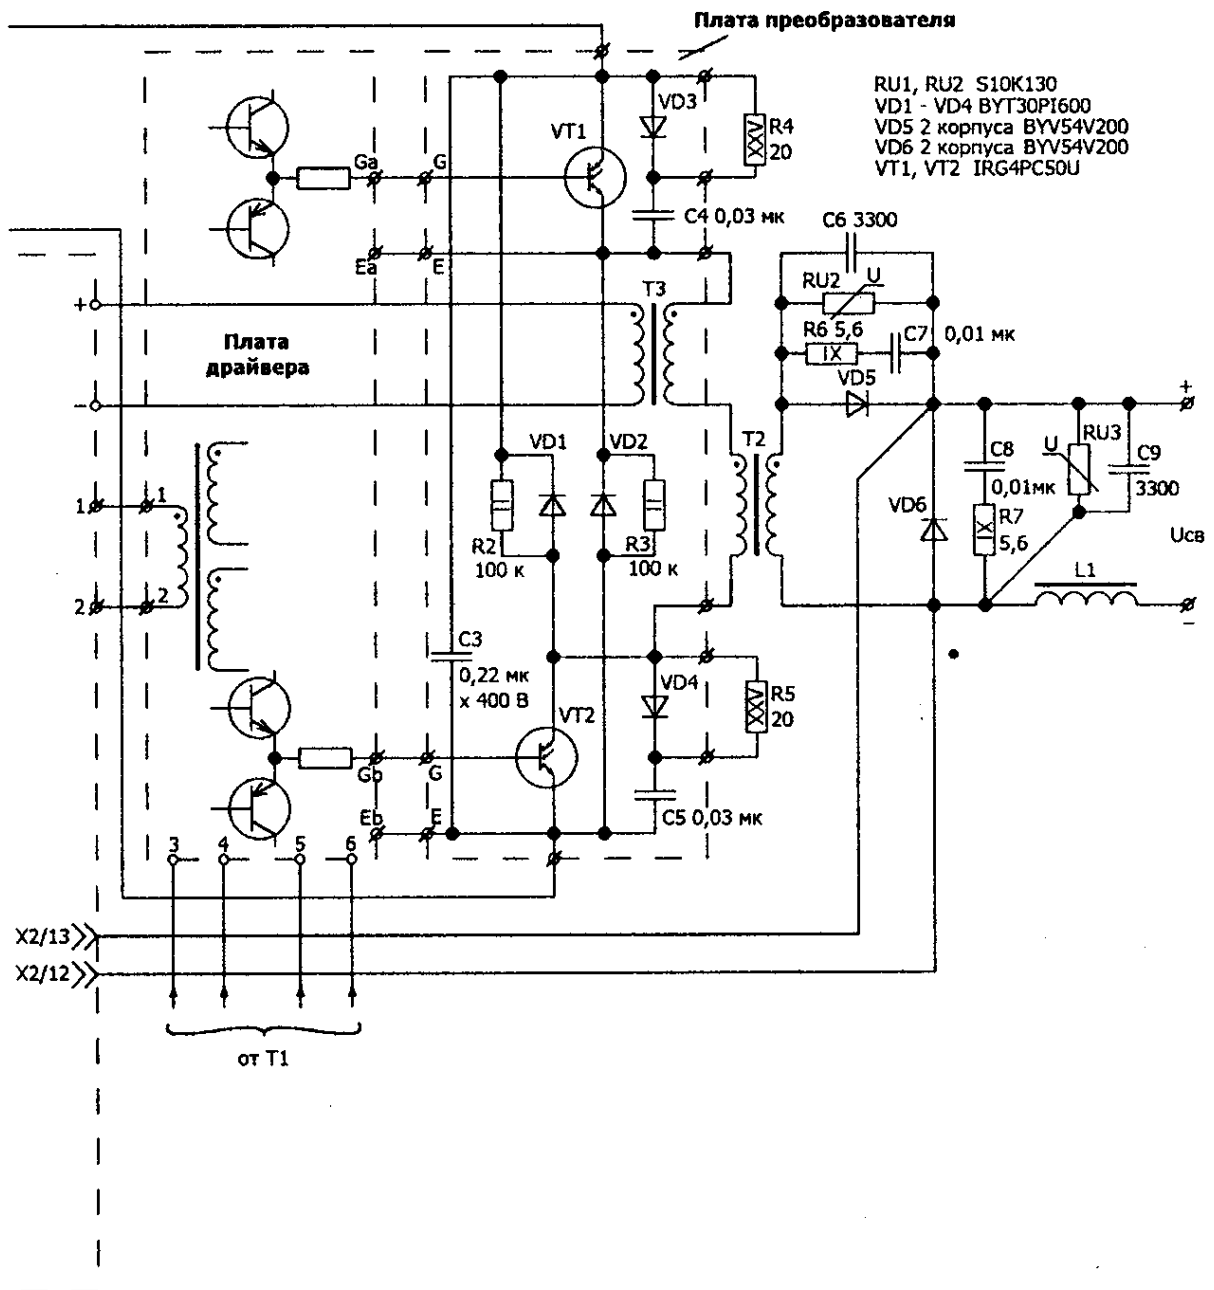 Плата преобразователя
RU1, RU2 S10K130
VD1 - VD4 BYT30PI600
VD5 2 корпуса BYV54V200
VD6 2 корпуса BYV54V200
VT1, VT2 IRG4PC50U
VD3
VT1
R4
20
Ga
G
C4 0,03 мк
Ea
E
C6 3300
RU2
U
T3
+
R6 5,6
C7
0,01 мк
Плата
драйвера
VD5
+
−
VD1
VD2
T2
C8
U
RU3
C9
0,01мк
3300
1
1
VD6
R7
5,6
R2
100 к
R3
100 к
Uсв
2
2
L1
−
C3
0,22 мк
x 400 В
VD4
R5
20
VT2
Gb
G
Eb
E
C5 0,03 мк
3
4
5
6
X2/13
X2/12
от T1